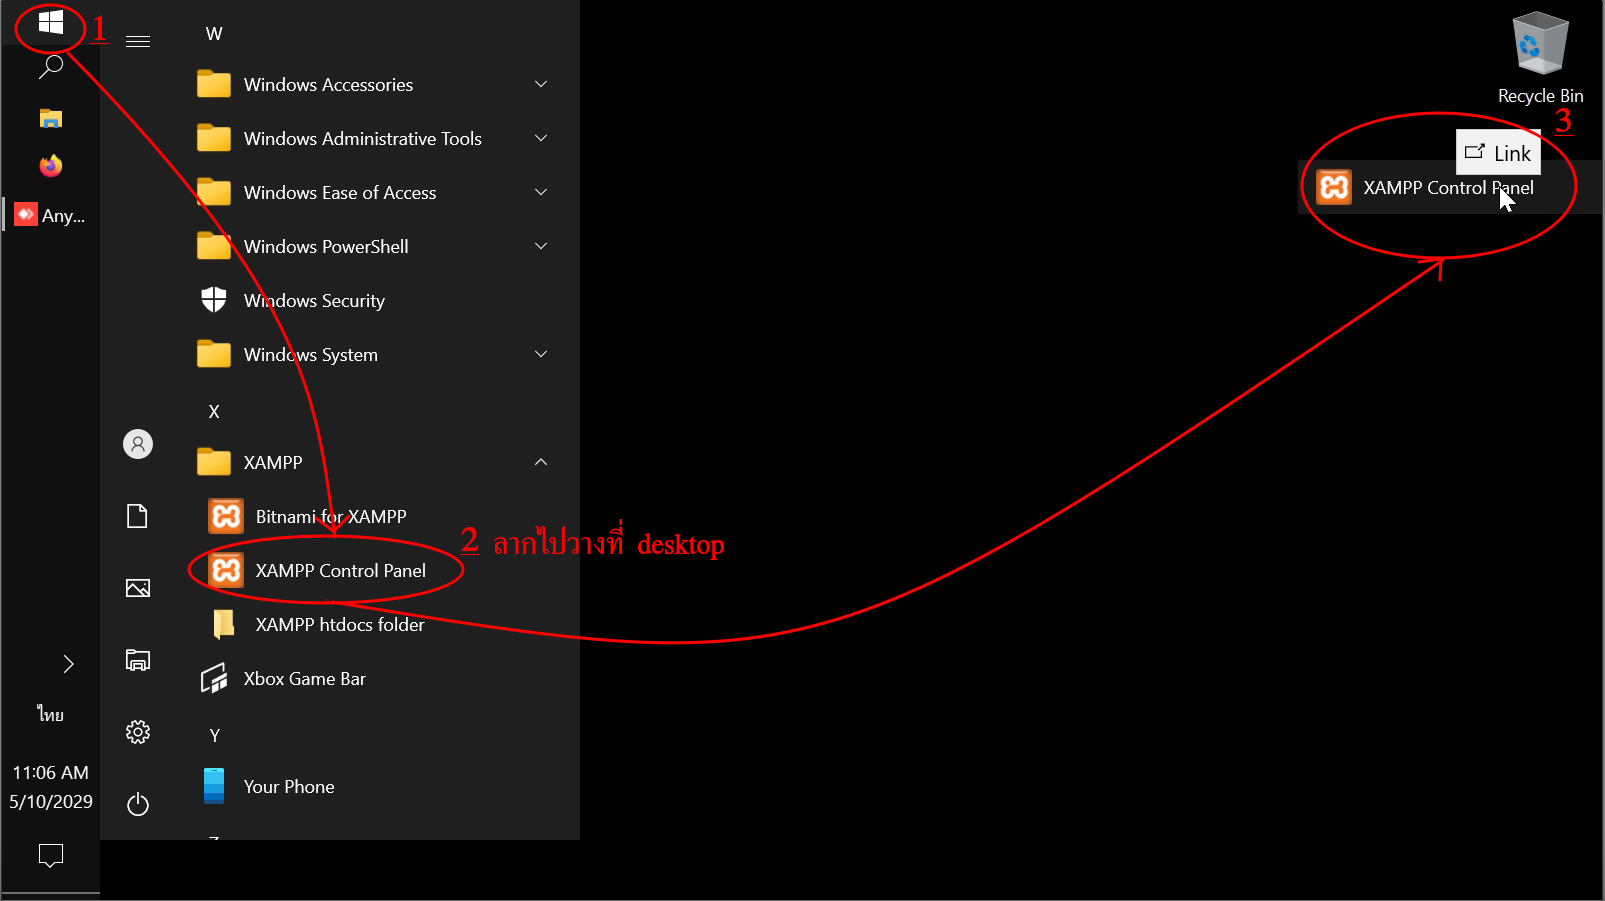 1
Any...
ไทย
11:06 AM
5/10/2029
W
Windows Accessories
Windows Administrative Tools
Windows Ease of Access
Windows PowerShell
Windows Security
Windows System
X
XAMPP
Bitnami for XAMPP
XAMPP Control Panel
XAMPP htdocs folder
Xbox Game Bar
Y
Your Phone
2 ลากไปวางที่ desktop
Recycle Bin
3
Link
XAMPP Control Panel